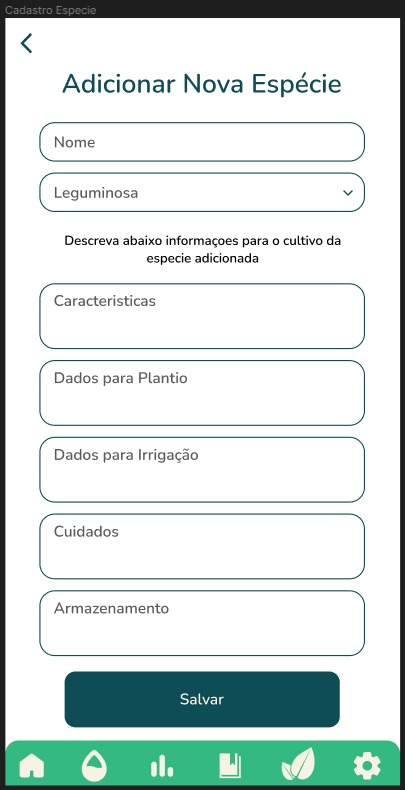 Cadastro Especie
Adicionar Nova Espécie
Nome
Leguminosa
Descreva abaixo informaçoes para o cultivo da
especie adicionada
Caracteristicas
Dados para Plantio
Dados para Irrigação
Cuidados
Armazenamento
Salvar